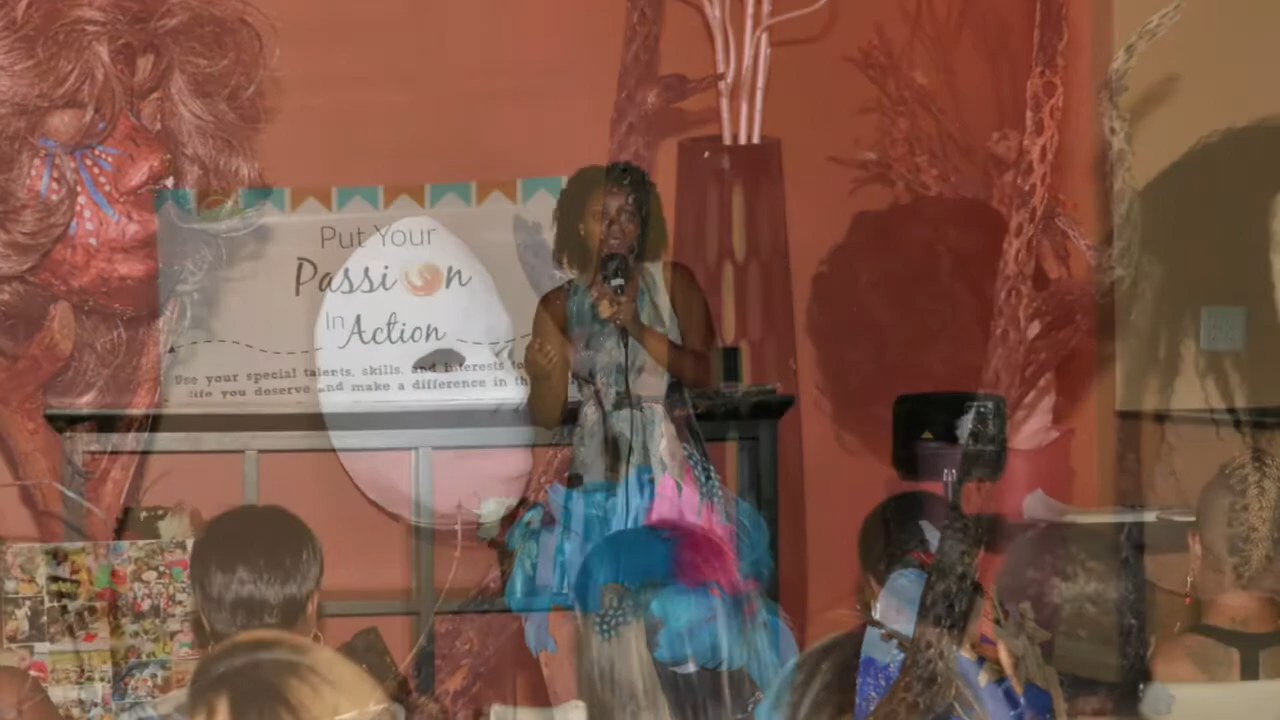 Put Your
Passion
In Action
Use your special talents, skills, and interests to
life you deserve and make a difference in th